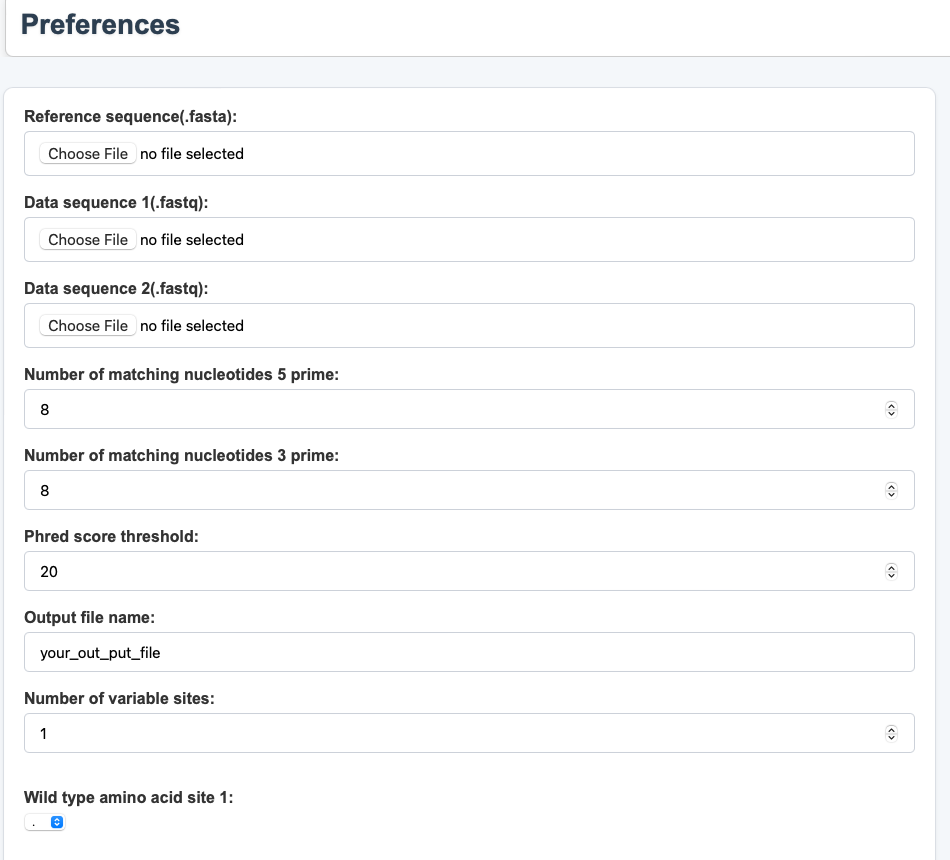 Preferences
Reference sequence(.fasta):
Choose File no file selected
Data sequence 1(.fastq):
Choose File no file selected
Data sequence 2(.fastq):
Choose File no file selected
Number of matching nucleotides 5 prime:
8
Number of matching nucleotides 3 prime:
8
Phred score threshold:
20
Output file name:
your_out_put_file
Number of variable sites:
1
Wild type amino acid site 1:
.